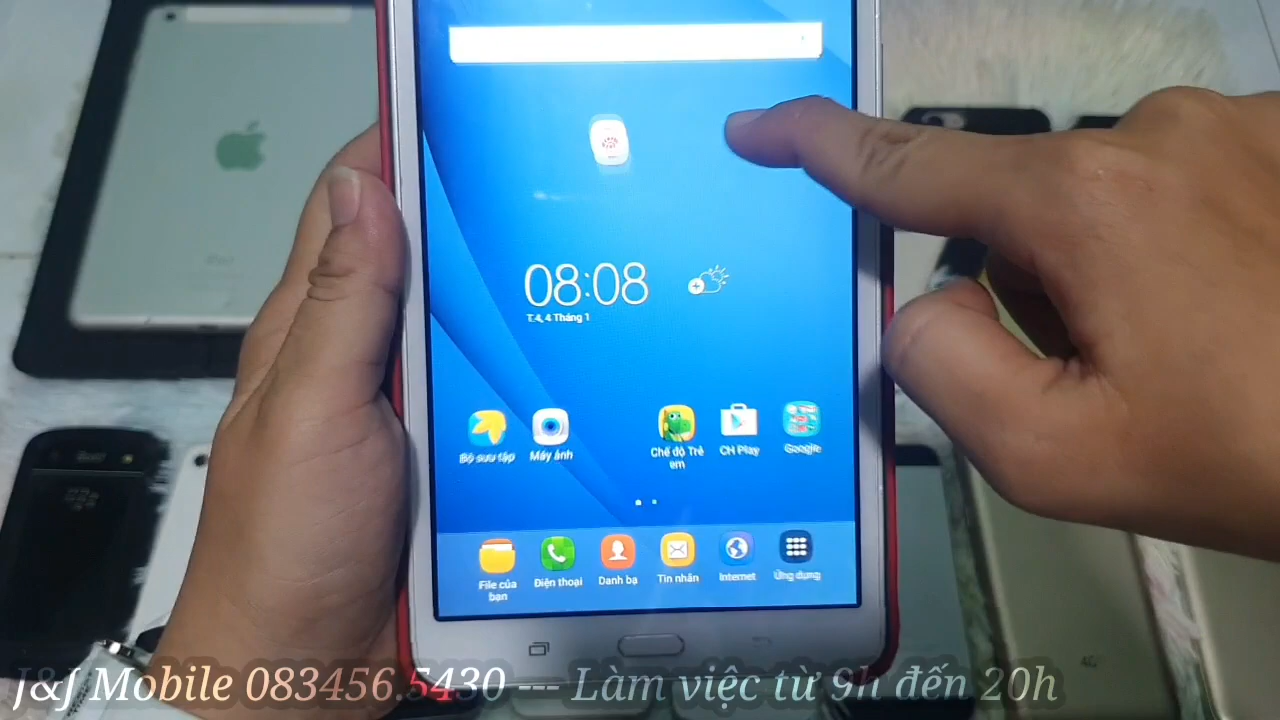 08:08
T.4, 4 Tháng 1
Bộ sưu tập
Máy ảnh
Chế độ Trẻ em
CH Play
Google
File của bạn
Điện thoại
Danh bạ
Tin nhắn
Internet
Ứng dụng
J&J Mobile 083456.5430 --- Làm việc từ 9h đến 20h
4G